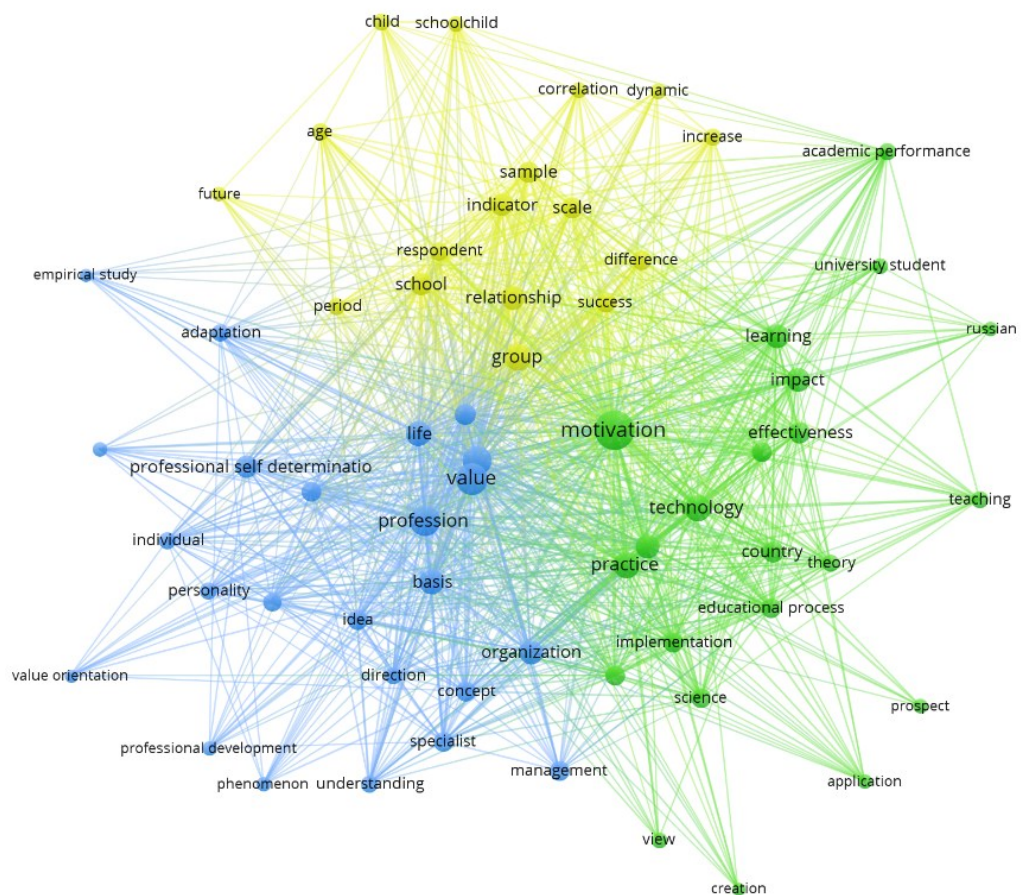 child
schoolchild
correlation
dynamic
age
increase
academic performance
sample
future
indicator
scale
respondent
difference
university student
empirical study
school
period
relationship
success
adaptation
learning
russian
group
impact
motivation
life
effectiveness
professional self determinatio
value
teaching
technology
profession
individual
country
theory
practice
personality
basis
educational process
idea
implementation
organization
value orientation
direction
concept
science
prospect
specialist
professional development
management
phenomenon
understanding
application
view
creation